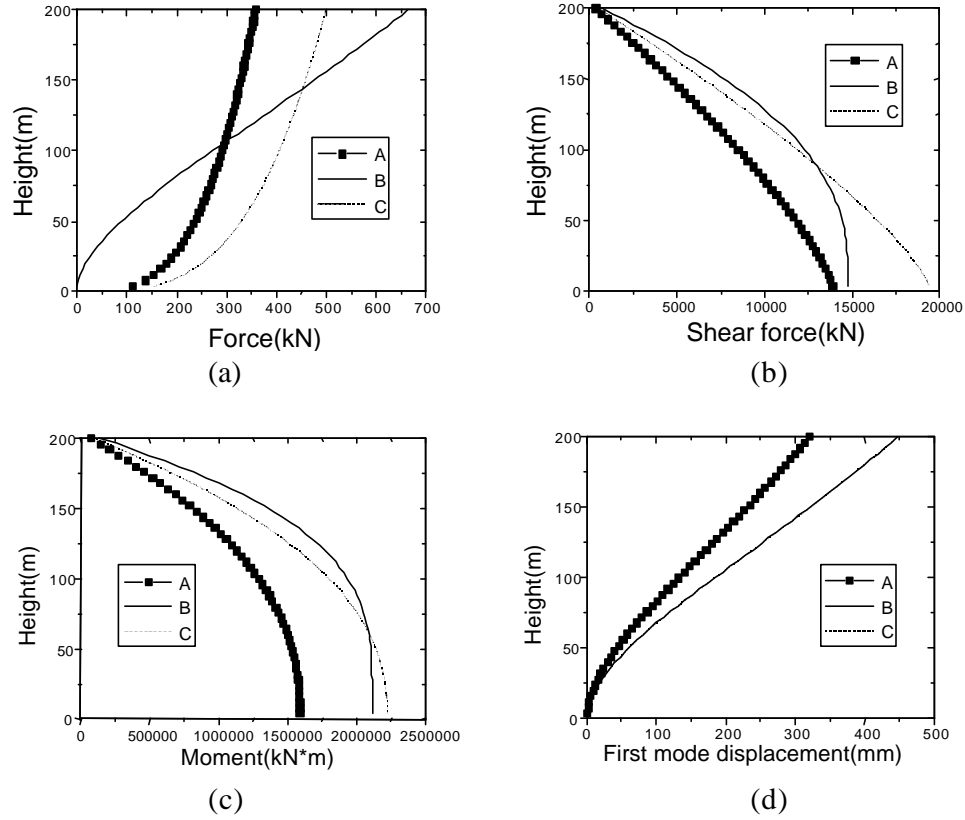 200
150
100
50
0
Height(m)
A
B
C
0 100 200 300 400 500 600 700
Force(kN)
(a)
200
150
100
50
0
Height(m)
A
B
C
0 5000 10000 15000 20000
Shear force(kN)
(b)
200
150
100
50
0
Height(m)
A
B
C
0 500000 1000000 1500000 2000000 2500000
Moment(kN*m)
(c)
200
150
100
50
0
Height(m)
A
B
C
0 100 200 300 400 500
First mode displacement(mm)
(d)